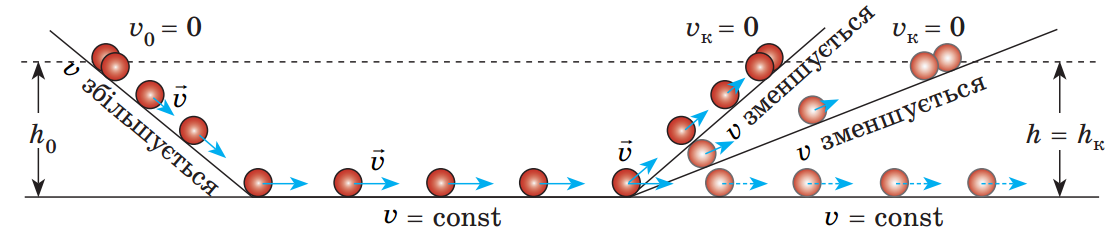 v₀ = 0
v збільшується
v⃗
h₀
v⃗
v = const
v⃗
vк = 0
v зменшується
vк = 0
v зменшується
h = hк
v = const